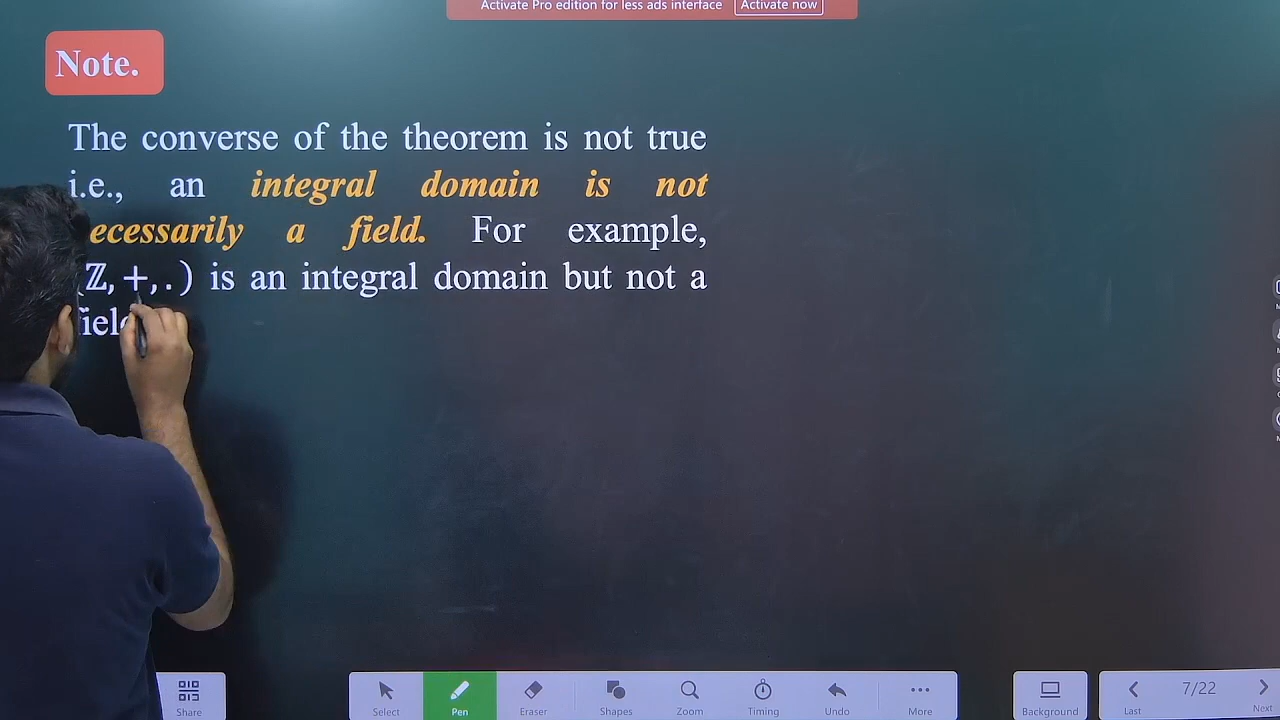 Activate Pro edition for less ads interface Activate now
Note.
The converse of the theorem is not true
i.e., an integral domain is not
ecessarily a field. For example,
(ℤ, +, . ) is an integral domain but not a
Share
Select
Pen
Eraser
Shapes
Zoom
Timing
Undo
More
Background
Last
7/22
Next